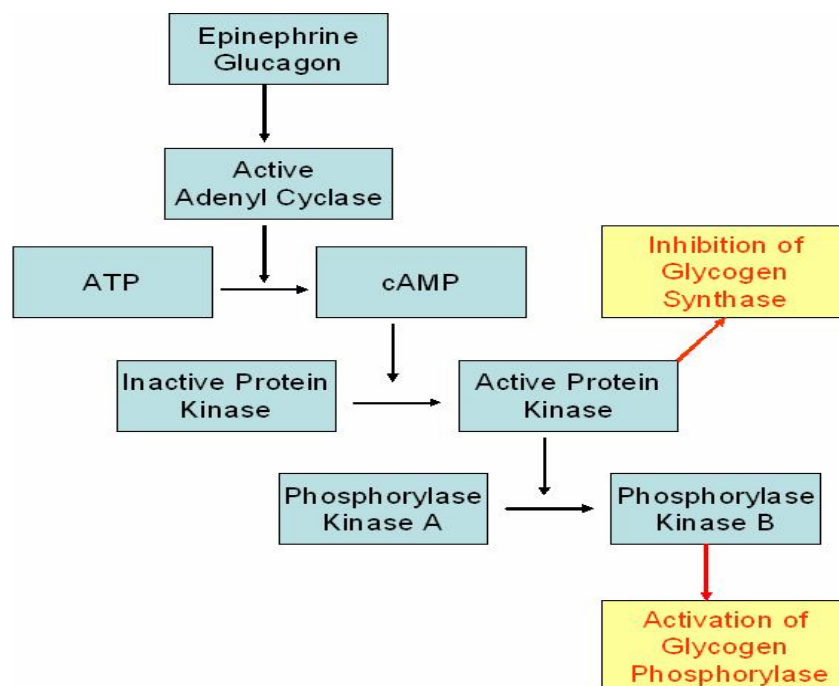 Epinephrine
Glucagon
Active
Adenyl Cyclase
ATP
cAMP
Inhibition of
Glycogen
Synthase
Inactive Protein
Kinase
Active Protein
Kinase
Phosphorylase
Kinase A
Phosphorylase
Kinase B
Activation of
Glycogen
Phosphorylase